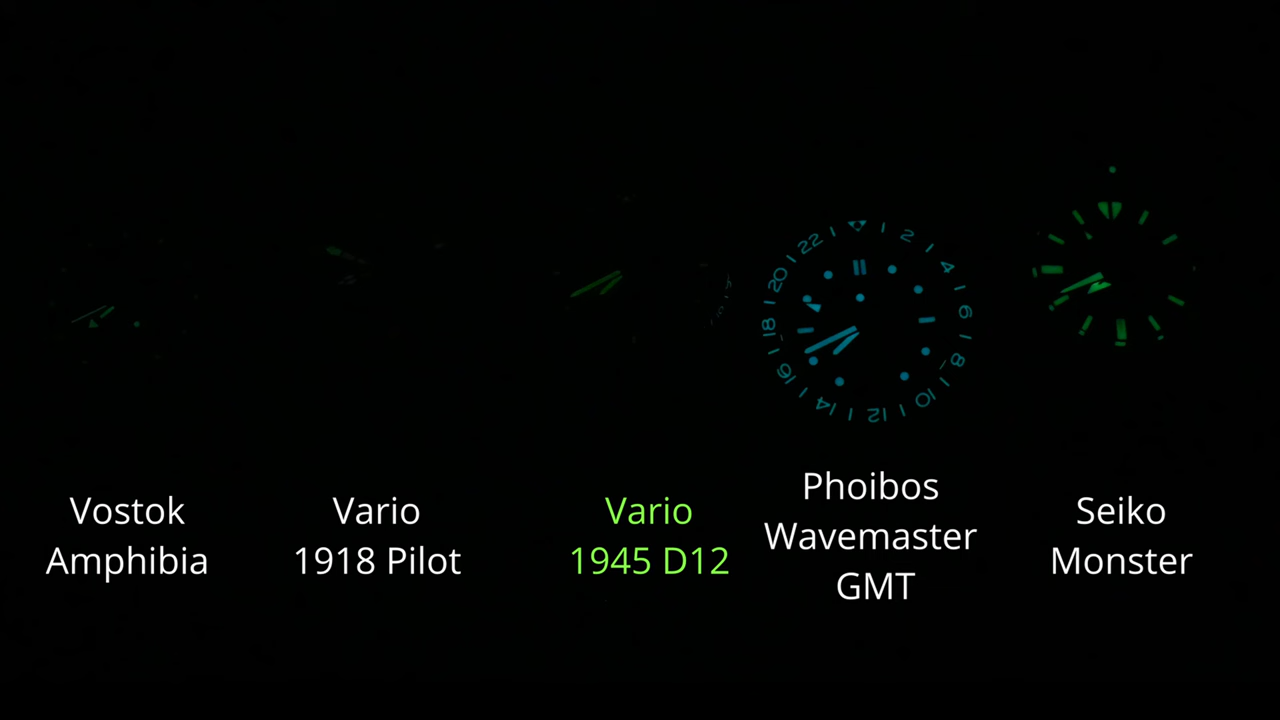 Vostok
Amphibia
Vario
1918 Pilot
Vario
1945 D12
Phoibos
Wavemaster
GMT
Seiko
Monster
2
4
6
8
10
12
14
16
18
20
22